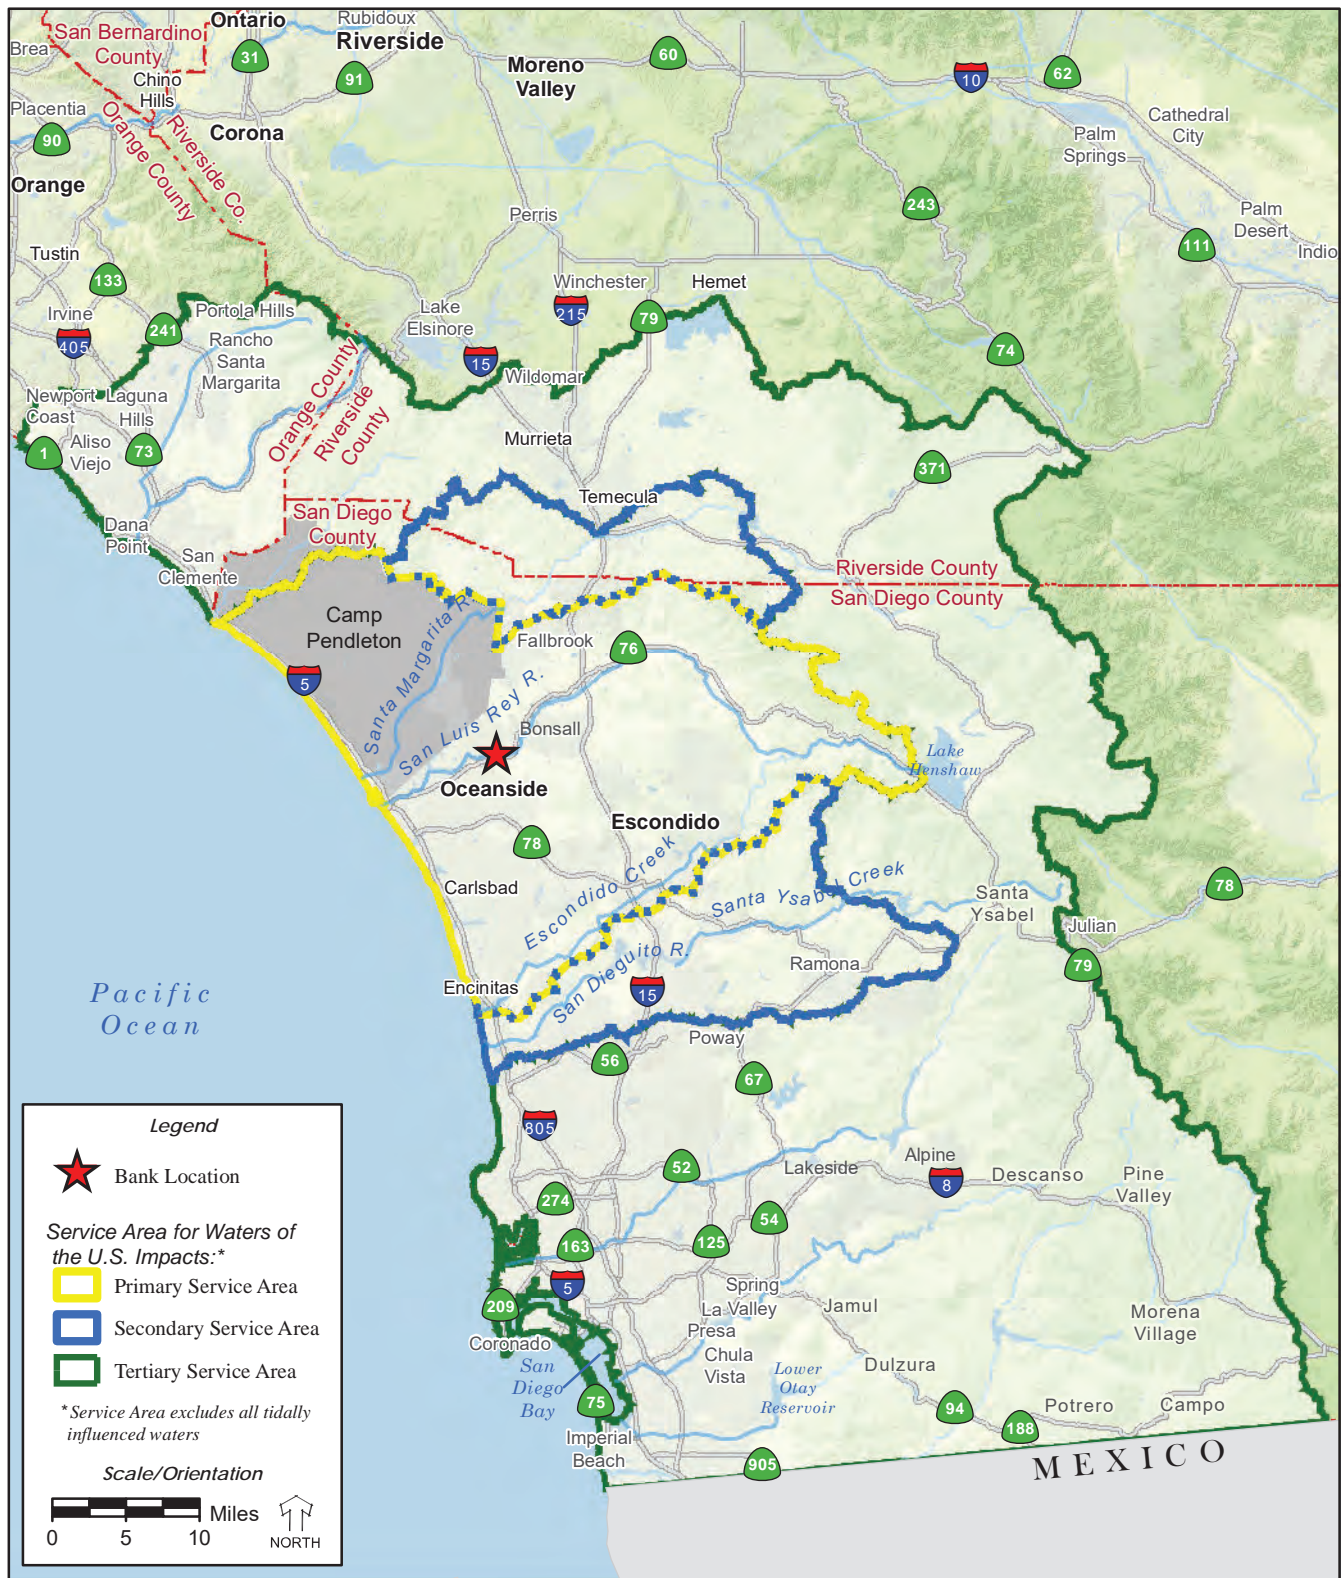 Ontario
Rubidoux
San Bernardino
County
Brea
31
Riverside
60
Moreno
Valley
10
62
Chino
Hills
91
Placentia
90
Orange County
Riverside Co.
Corona
Cathedral
City
Palm
Springs
Orange
243
Perris
Palm
Desert
111
Indio
Tustin
133
Winchester
Hemet
Irvine
405
241
Portola Hills
Lake
Elsinore
215
79
Rancho
Santa
Margarita
15
74
Wildomar
Newport
Coast
Laguna
Hills
Orange County
Riverside
County
1
Aliso
Viejo
73
Murrieta
371
Temecula
San Diego
County
Dana
Point
San
Clemente
Riverside County
San Diego County
Camp
Pendleton
Santa Margarita R.
Fallbrook
76
5
San Luis Rey R.
Bonsall
Lake
Henshaw
Oceanside
Escondido
78
Escondido Creek
Carlsbad
Santa Ysabel Creek
Santa
Ysabel
78
Julian
San Dieguito R.
Ramona
79
Encinitas
15
Pacific
Ocean
Poway
56
67
805
52
Lakeside
Alpine
8
Descanso
Pine
Valley
274
54
163
125
5
Spring
Valley
La
Presa
209
Jamul
Morena
Village
Coronado
Chula
Vista
San
Diego
Bay
75
Lower
Otay
Reservoir
Dulzura
94
188
Potrero
Campo
Imperial
Beach
905
MEXICO
Legend
Bank Location
Service Area for Waters of
the U.S. Impacts:*
Primary Service Area
Secondary Service Area
Tertiary Service Area
*Service Area excludes all tidally
influenced waters
Scale/Orientation
Miles
0 5 10
NORTH